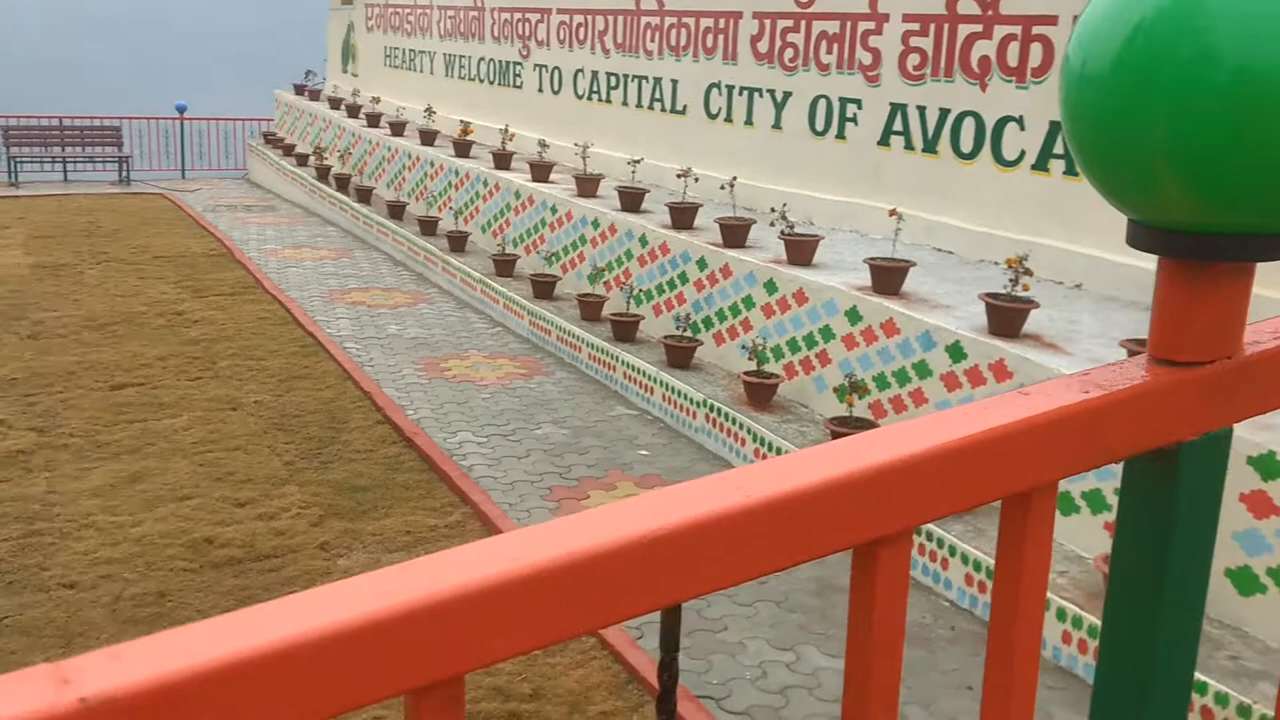 एभोकाडोको राजधानी धनकुटा नगरपालिकामा यहाँलाई हार्दिक
HEARTY WELCOME TO CAPITAL CITY OF AVOCA